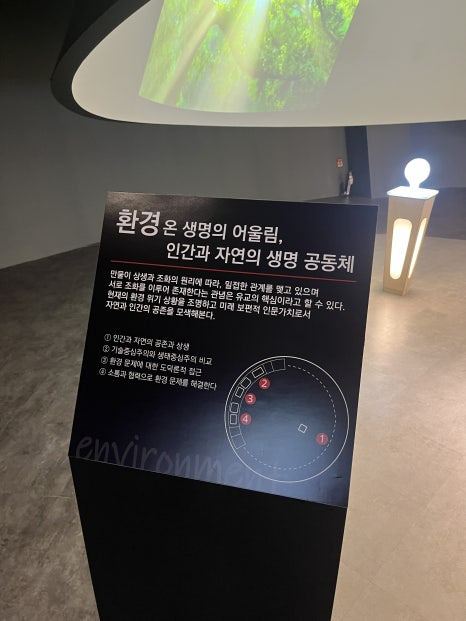 환경 온 생명의 어울림,
인간과 자연의 생명 공동체
만물이 상생과 조화의 원리에 따라, 밀접한 관계를 맺고 있으며
서로 조화를 이루어 존재한다는 관념은 유교의 핵심이라고 할 수 있다.
현재의 환경 위기 상황을 조명하고 미래 보편적 인문가치로서
자연과 인간의 공존을 모색해본다.
① 인간과 자연의 공존과 상생
② 기술중심주의와 생태중심주의 비교
③ 환경 문제에 대한 도덕론적 접근
④ 소통과 협력으로 환경 문제를 해결한다
2
3
4
1
environment